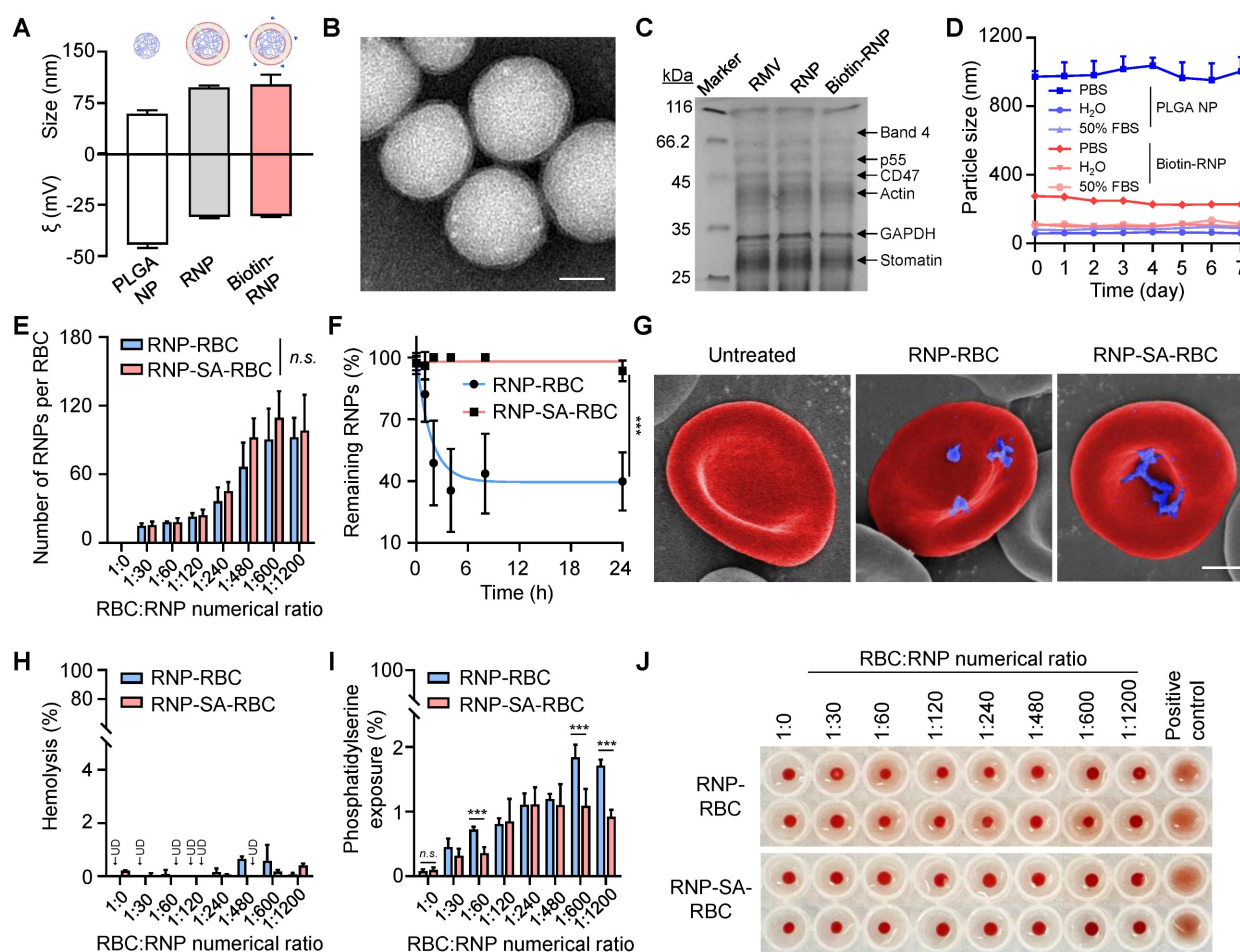 A
150
75
0
-25
-50
Size (nm)
ξ (mV)
PLGA NP
RNP
Biotin-RNP
B
C
kDa
Marker
RMV
RNP
Biotin-RNP
116
66.2
45
35
25
Band 4
p55
CD47
Actin
GAPDH
Stomatin
D
Particle size (nm)
1200
900
600
300
0
PBS
H₂O
50% FBS
PLGA NP
PBS
H₂O
50% FBS
Biotin-RNP
0 1 2 3 4 5 6 7
Time (day)
E
Number of RNPs per RBC
180
120
60
0
RNP-RBC
RNP-SA-RBC
n.s.
1:0 1:30 1:60 1:120 1:240 1:480 1:600 1:1200
RBC:RNP numerical ratio
F
Remaining RNPs (%)
100
70
40
10
RNP-RBC
RNP-SA-RBC
***
0 6 12 18 24
Time (h)
G
Untreated
RNP-RBC
RNP-SA-RBC
H
Hemolysis (%)
100
80
4
2
0
RNP-RBC
RNP-SA-RBC
←UD ←UD ←UD ←UD ←UD ←UD
1:0 1:30 1:60 1:120 1:240 1:480 1:600 1:1200
RBC:RNP numerical ratio
I
Phosphatidylserine
exposure (%)
100
2
1
0
RNP-RBC
RNP-SA-RBC
n.s.
***
***
***
1:0 1:30 1:60 1:120 1:240 1:480 1:600 1:1200
RBC:RNP numerical ratio
J
RBC:RNP numerical ratio
1:0 1:30 1:60 1:120 1:240 1:480 1:600 1:1200
Positive
control
RNP-
RBC
RNP-SA-
RBC